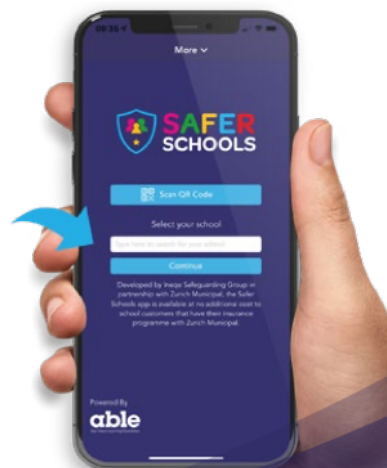 09:35
More
SAFER
SCHOOLS
Scan QR Code
Select your school
Type here to search for your school
Continue
Developed by Ineqe Safeguarding Group in
partnership with Zurich Municipal, the Safer
Schools app is available at no additional cost to
school customers that have their insurance
programme with Zurich Municipal.
Powered By
able